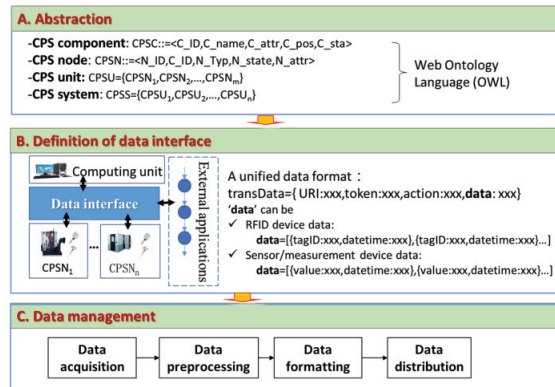 A. Abstraction
-CPS component: CPSC::=<C_ID,C_name,C_attr,C_pos,C_sta>
-CPS node: CPSN::=<N_ID,C_ID,N_Typ,N_state,N_attr>
-CPS unit: CPSU={CPSN₁,CPSN₂,...,CPSNₘ}
-CPS system: CPSS={CPSU₁,CPSU₂,...,CPSUₙ}
Web Ontology
Language (OWL)
B. Definition of data interface
Computing unit
Data interface
CPSN₁
...
CPSNₙ
External applications
A unified data format：
transData={ URI:xxx,token:xxx,action:xxx,data: xxx}
'data' can be
✓ RFID device data:
data=[{tagID:xxx,datetime:xxx},{tagID:xxx,datetime:xxx}...]
✓ Sensor/measurement device data:
data=[{value:xxx,datetime:xxx},{value:xxx,datetime:xxx}...]
C. Data management
Data
acquisition
Data
preprocessing
Data
formatting
Data
distribution